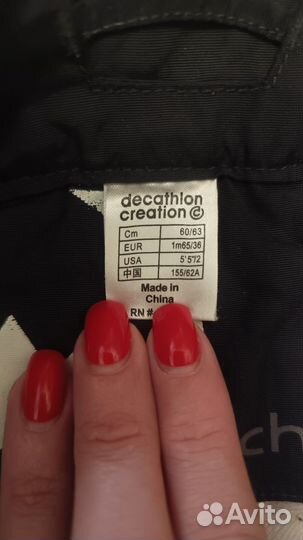 decathlon
creation ©
Cm 60/63
EUR 1m65/36
USA 5'5"/2
中国 155/62A
Made in
China
RN #
ch
Avito